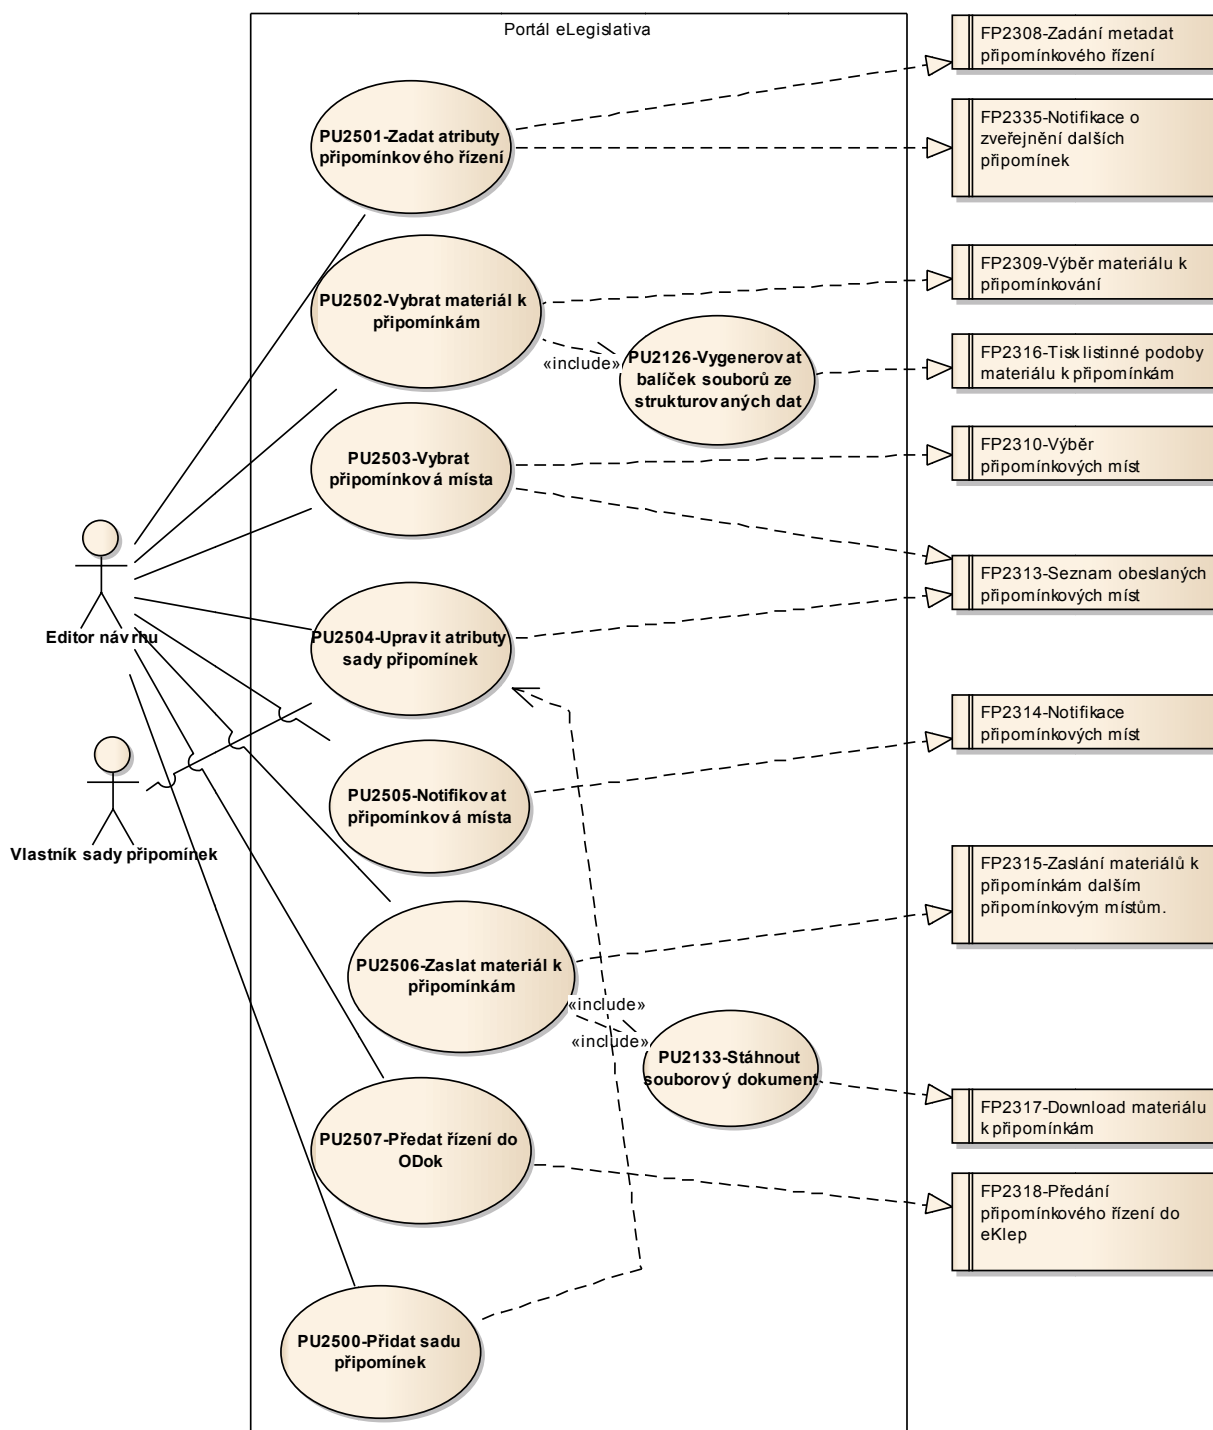 Portál eLegislativa
FP2308-Zadání metadat
připomínkového řízení
PU2501-Zadat atributy
připomínkového řízení
FP2335-Notifikace o
zveřejnění dalších
připomínek
PU2502-Vybrat materiál k
připomínkám
FP2309-Výběr materiálu k
připomínkování
«include»
PU2126-Vygenerovat
balíček souborů ze
strukturovaných dat
FP2316-Tisk listinné podoby
materiálu k připomínkám
PU2503-Vybrat
připomínková místa
FP2310-Výběr
připomínkových míst
FP2313-Seznam obeslaných
připomínkových míst
Editor návrhu
PU2504-Upravit atributy
sady připomínek
FP2314-Notifikace
připomínkových míst
Vlastník sady připomínek
PU2505-Notifikovat
připomínková místa
FP2315-Zaslání materiálů k
připomínkám dalším
připomínkovým místům.
PU2506-Zaslat materiál k
připomínkám
«include»
«include»
PU2133-Stáhnout
souborový dokument
FP2317-Download materiálu
k připomínkám
PU2507-Předat řízení do
ODok
FP2318-Předání
připomínkového řízení do
eKlep
PU2500-Přidat sadu
připomínek